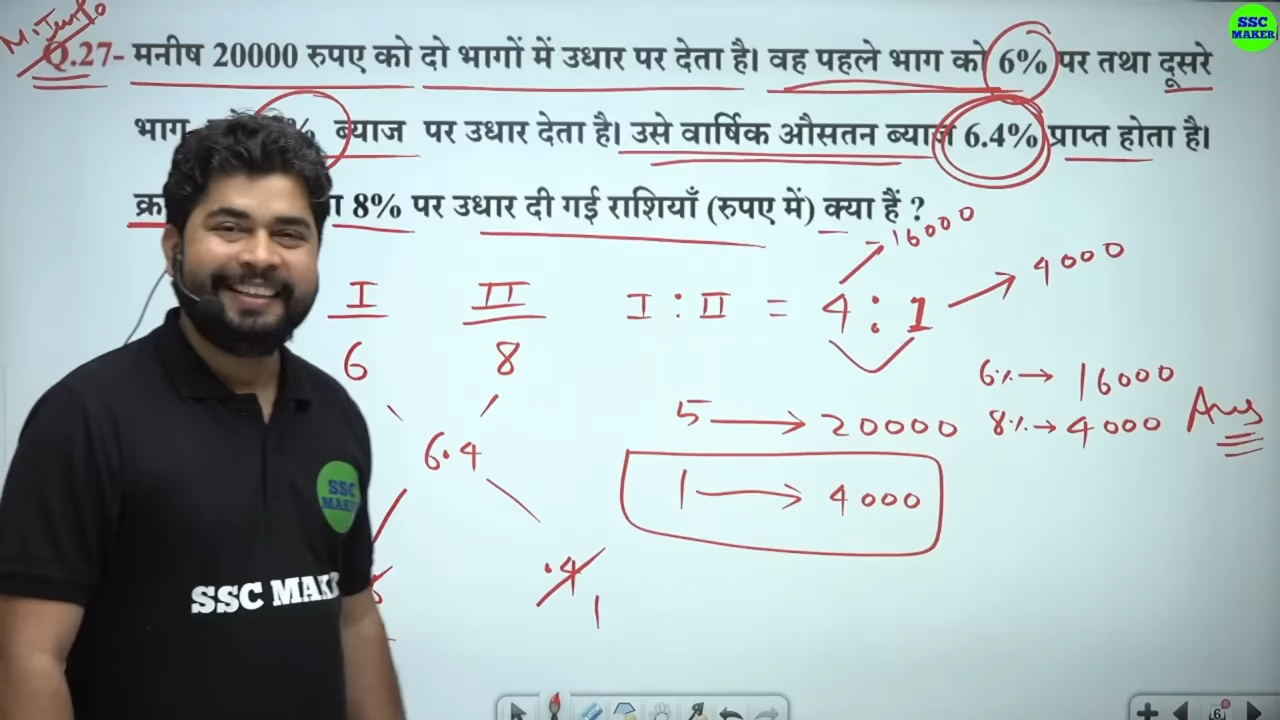 Q.27- मनीष 20000 रुपए को दो भागों में उधार पर देता है। वह पहले भाग को 6% पर तथा दूसरे
भाग % ब्याज पर उधार देता है। उसे वार्षिक औसतन ब्याज 6.4% प्राप्त होता है।
8% पर उधार दी गई राशियाँ (रुपए में) क्या हैं ?
SSC
MAKER
16000
4000
I II I : II = 4 : 1
6 8
6% → 16000
8% → 4000 Ans
5 → 20000
6.4
1 → 4000
.4
1
SSC
MAKER
SSC MAK